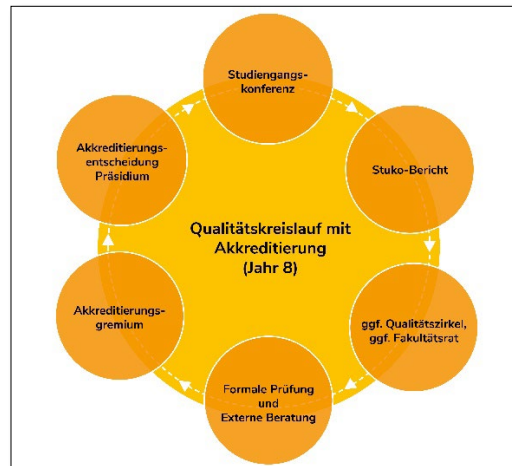 Studiengangs-
konferenz
Akkreditierungs-
entscheidung
Präsidium
Stuko-Bericht
Qualitätskreislauf mit
Akkreditierung
(Jahr 8)
Akkreditierungs-
gremium
ggf. Qualitätszirkel,
ggf. Fakultätsrat
Formale Prüfung
und
Externe Beratung